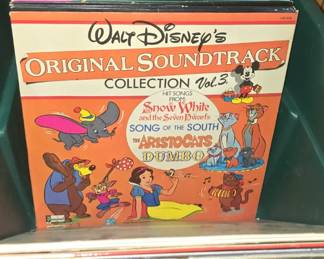 WALT DISNEY'S
ORIGINAL SOUNDTRACK
COLLECTION Vol.3
HIT SONGS
FROM
Snow White
and the Seven Dwarfs
SONG OF THE SOUTH
THE ARISTOCATS
DUMBO